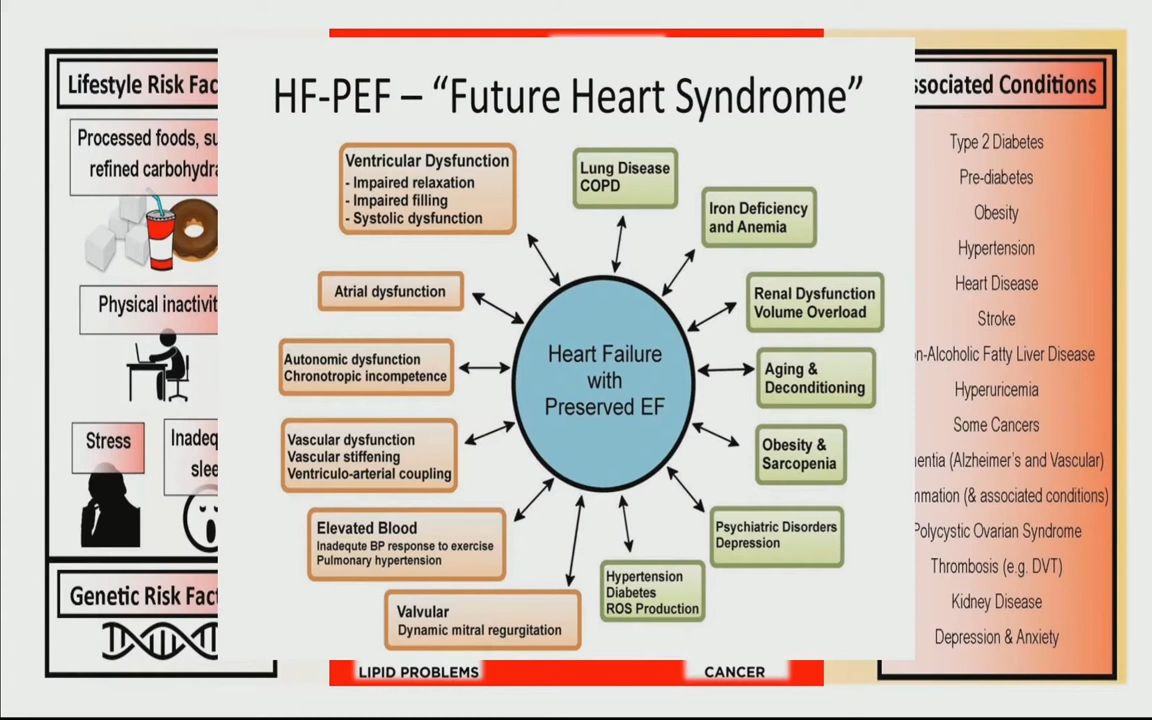 HF-PEF – “Future Heart Syndrome”
Lifestyle Risk Fac
Processed foods, su
refined carbohydra
Physical inactivit
Stress
Inadeq
slee
Genetic Risk Fact
Ventricular Dysfunction
- Impaired relaxation
- Impaired filling
- Systolic dysfunction
Atrial dysfunction
Autonomic dysfunction
Chronotropic incompetence
Vascular dysfunction
Vascular stiffening
Ventriculo-arterial coupling
Elevated Blood
Inadequte BP response to exercise
Pulmonary hypertension
Valvular
Dynamic mitral regurgitation
Heart Failure
with
Preserved EF
Lung Disease
COPD
Iron Deficiency
and Anemia
Renal Dysfunction
Volume Overload
Aging &
Deconditioning
Obesity &
Sarcopenia
Psychiatric Disorders
Depression
Hypertension
Diabetes
ROS Production
LIPID PROBLEMS
CANCER
ssociated Conditions
Type 2 Diabetes
Pre-diabetes
Obesity
Hypertension
Heart Disease
Stroke
n-Alcoholic Fatty Liver Disease
Hyperuricemia
Some Cancers
entia (Alzheimer’s and Vascular)
mmation (& associated conditions)
Polycystic Ovarian Syndrome
Thrombosis (e.g. DVT)
Kidney Disease
Depression & Anxiety